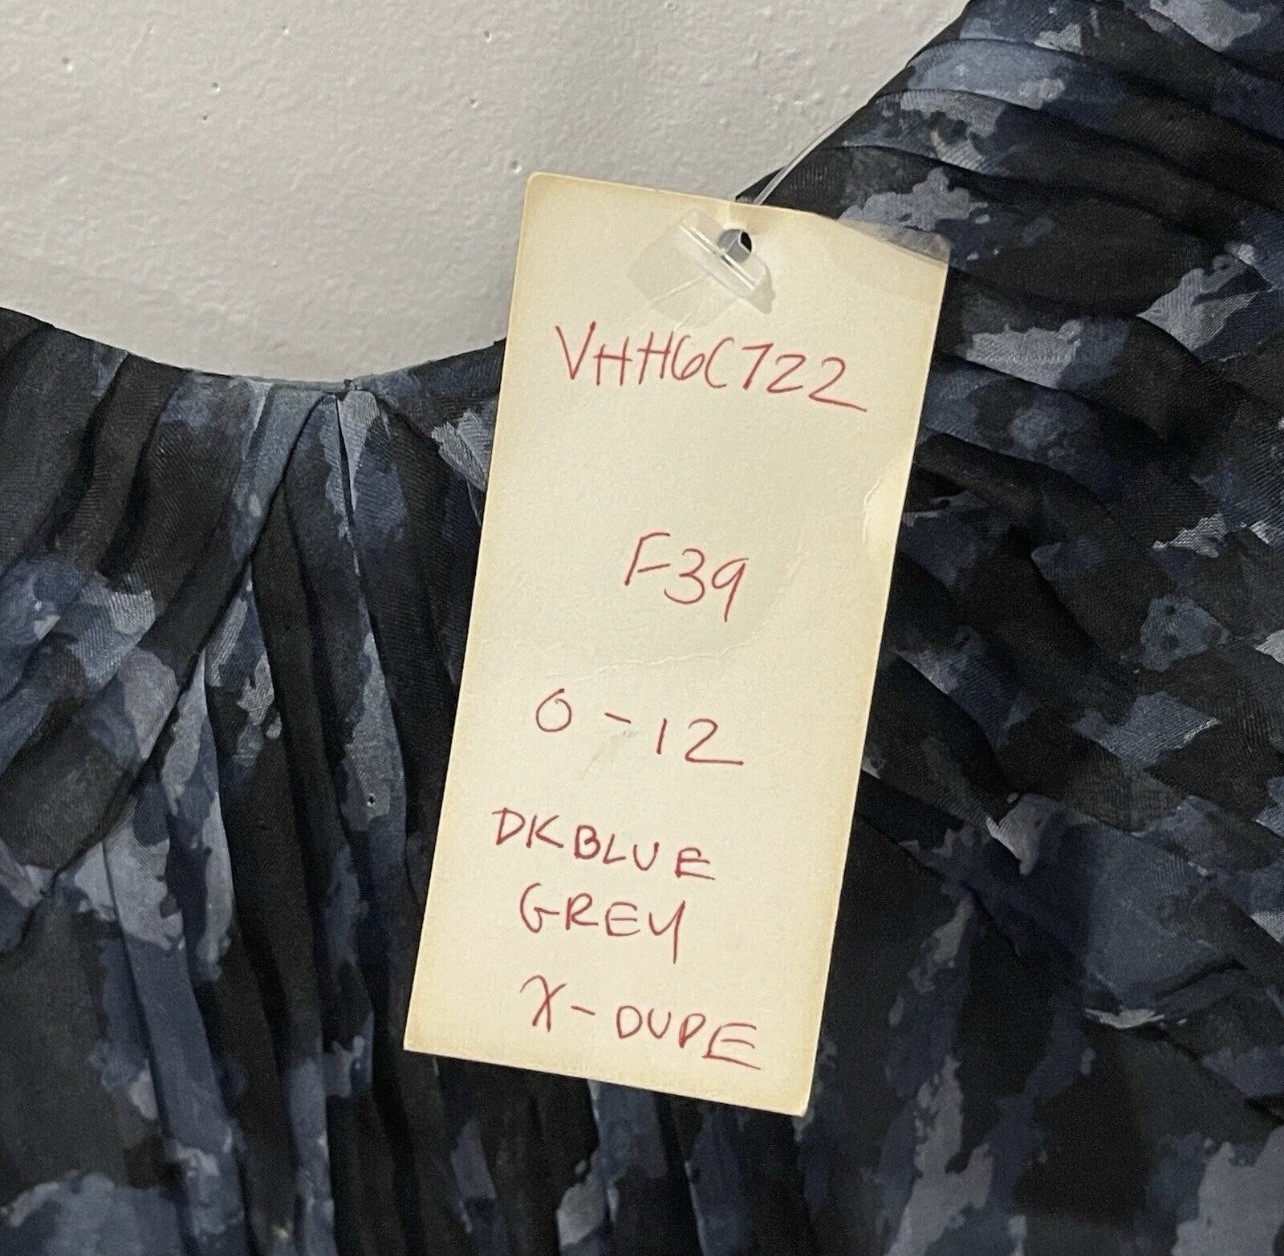 VHH6C722
F39
0-12
DKBLUE
GREY
X-DUPE